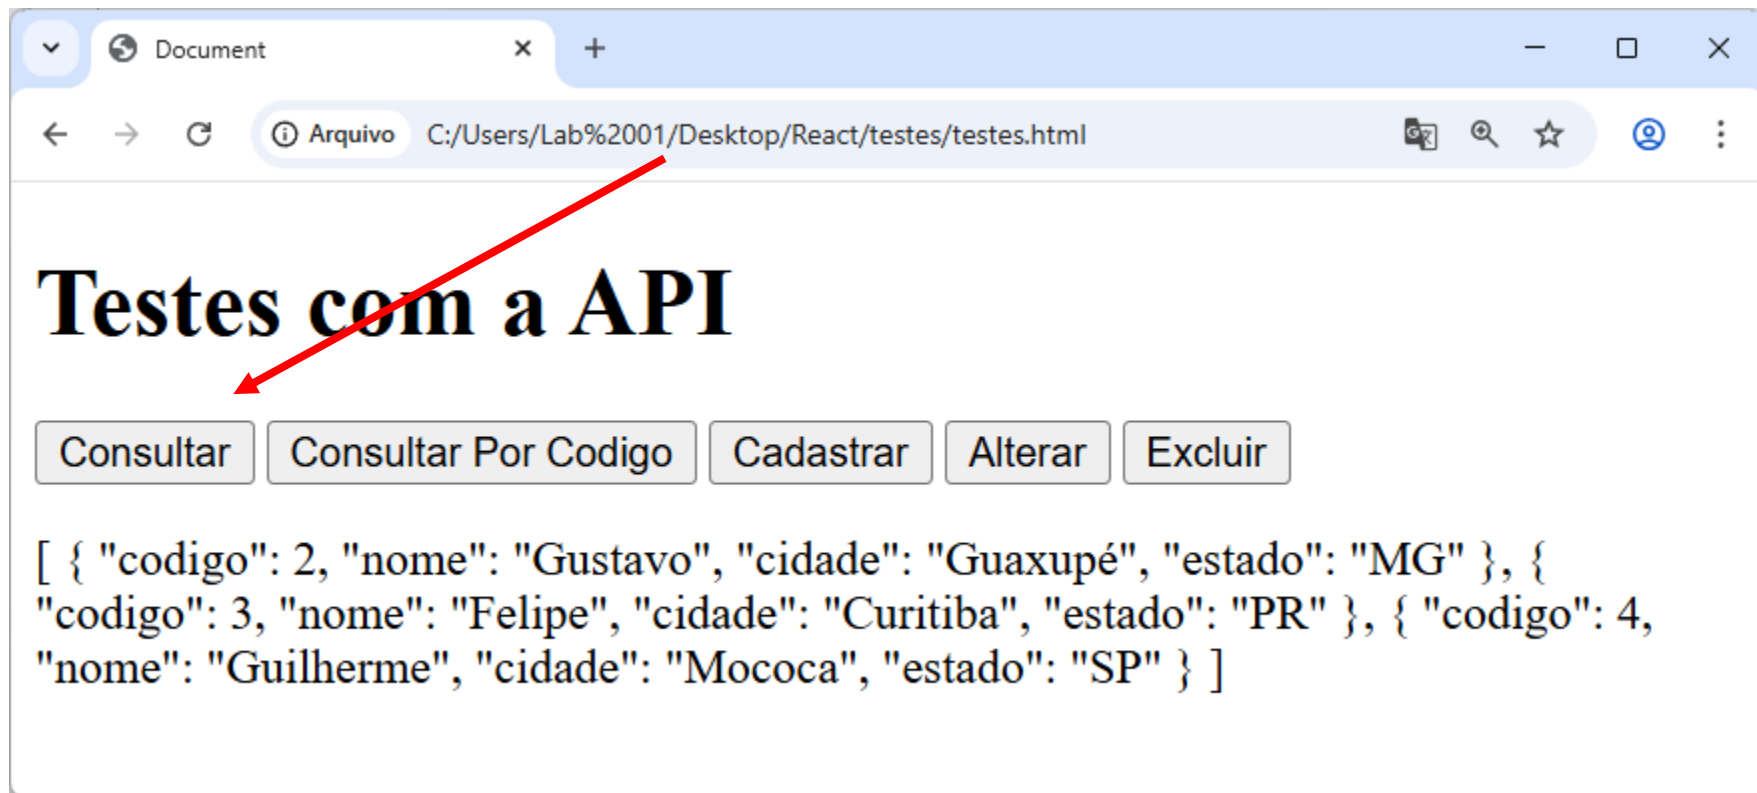 Document
Arquivo C:/Users/Lab%2001/Desktop/React/testes/testes.html
Testes com a API
Consultar Consultar Por Codigo Cadastrar Alterar Excluir
[ { "codigo": 2, "nome": "Gustavo", "cidade": "Guaxupé", "estado": "MG" }, {
"codigo": 3, "nome": "Felipe", "cidade": "Curitiba", "estado": "PR" }, { "codigo": 4,
"nome": "Guilherme", "cidade": "Mococa", "estado": "SP" } ]